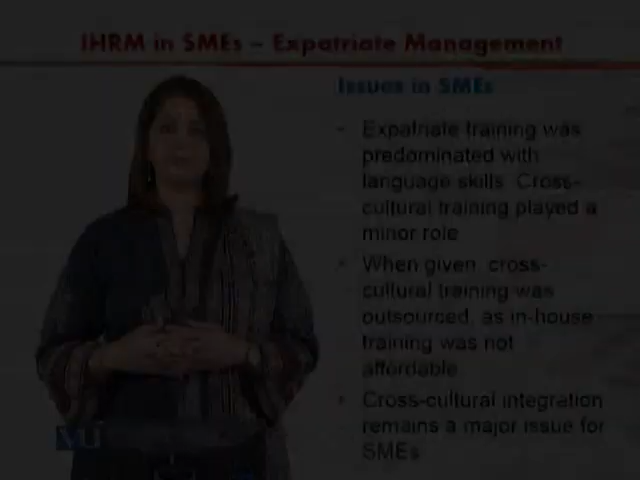 IHRM in SMEs – Expatriate Management
Issues in SMEs
- Expatriate training was
predominated with
language skills. Cross-
cultural training played a
minor role
• When given, cross-
cultural training was
outsourced, as in-house
training was not
affordable
• Cross-cultural integration
remains a major issue for
SMEs
VU